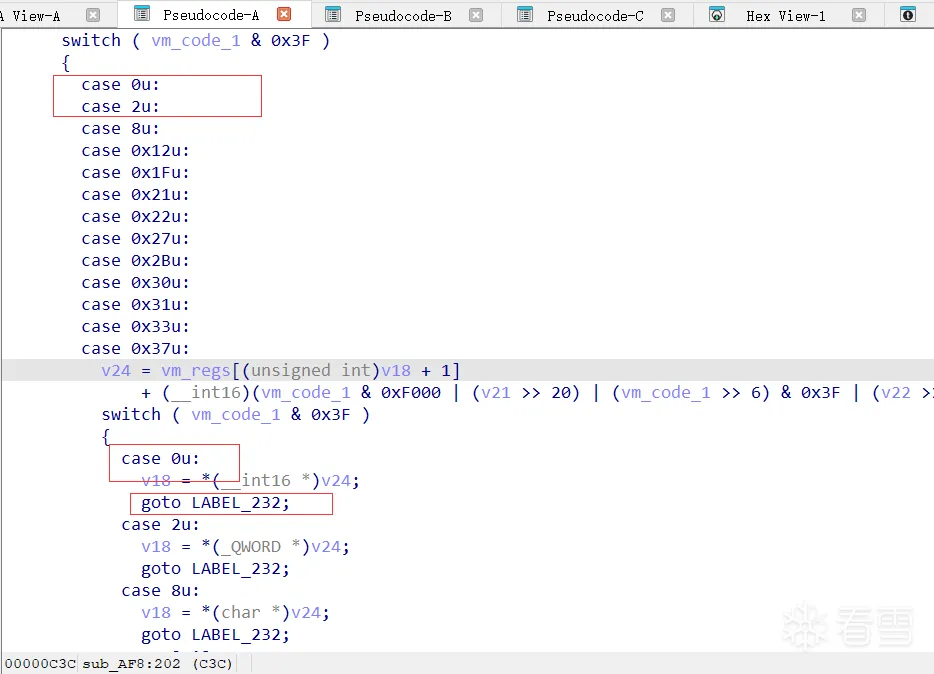 View-A Pseudocode-A Pseudocode-B Pseudocode-C Hex View-1
switch ( vm_code_1 & 0x3F )
{
case 0u:
case 2u:
case 8u:
case 0x12u:
case 0x1Fu:
case 0x21u:
case 0x22u:
case 0x27u:
case 0x2Bu:
case 0x30u:
case 0x31u:
case 0x33u:
case 0x37u:
v24 = vm_regs[(unsigned int)v18 + 1]
+ (__int16)(vm_code_1 & 0xF000 | (v21 >> 20) | (vm_code_1 >> 6) & 0x3F | (v22 >
switch ( vm_code_1 & 0x3F )
{
case 0u:
v18 = *(__int16 *)v24;
goto LABEL_232;
case 2u:
v18 = *(_QWORD *)v24;
goto LABEL_232;
case 8u:
v18 = *(char *)v24;
goto LABEL_232;
看雪
00000C3C sub_AF8:202 (C3C)